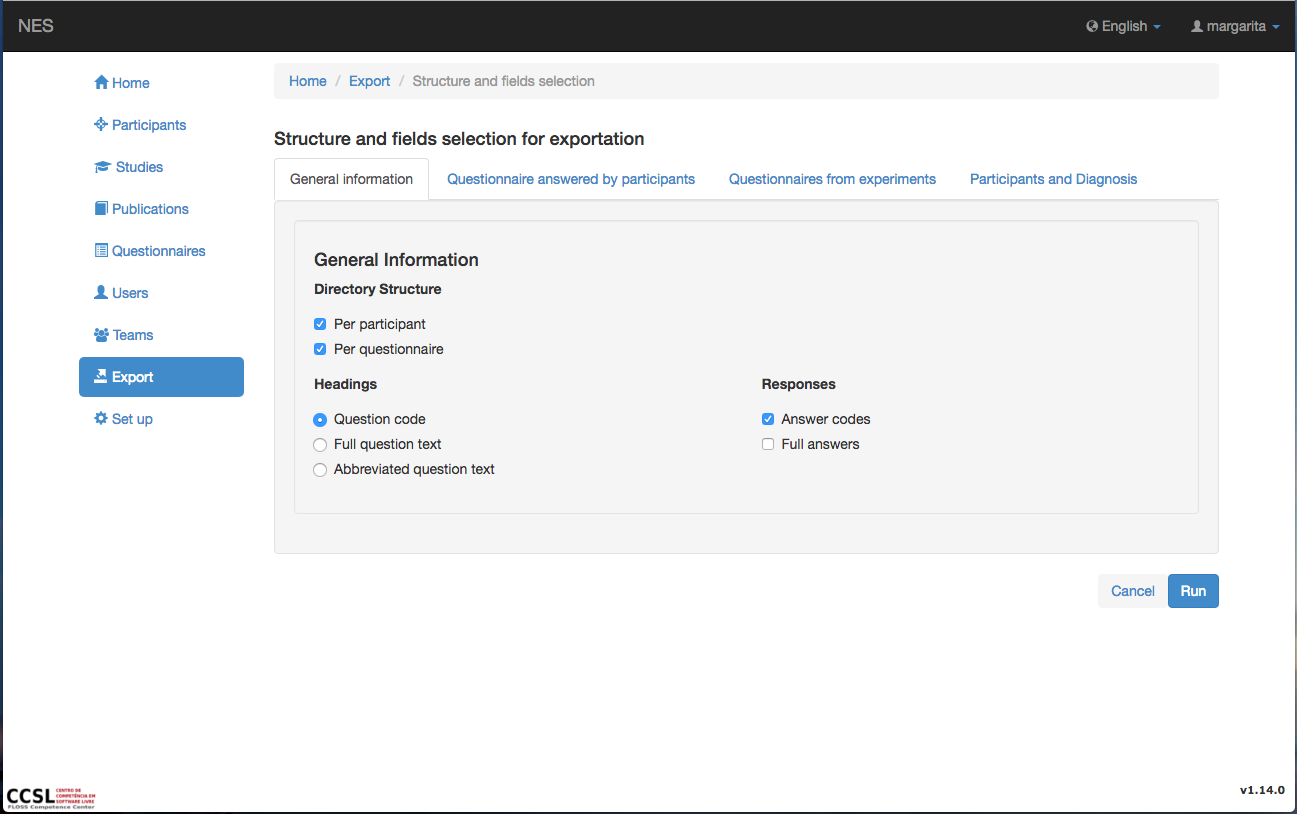 NES
English
margarita
Home
Participants
Studies
Publications
Questionnaires
Users
Teams
Export
Set up
Home / Export / Structure and fields selection
Structure and fields selection for exportation
General information
Questionnaire answered by participants
Questionnaires from experiments
Participants and Diagnosis
General Information
Directory Structure
Per participant
Per questionnaire
Headings
Question code
Full question text
Abbreviated question text
Responses
Answer codes
Full answers
Cancel
Run
CCSL
CENTRO DE
COMPETÊNCIA EM
SOFTWARE LIVRE
FLOSS Competence Center
v1.14.0